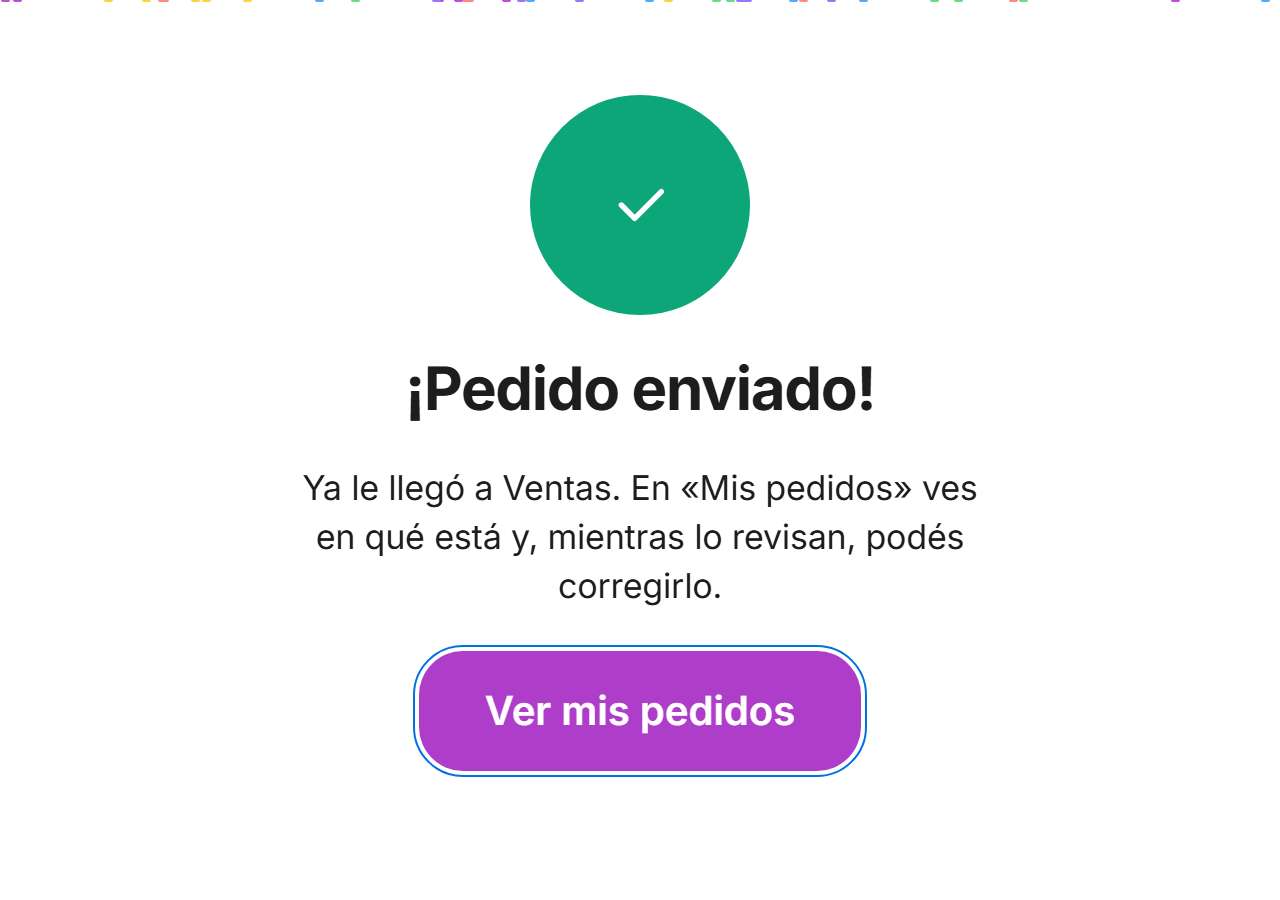 ¡Pedido enviado!
Ya le llegó a Ventas. En «Mis pedidos» ves
en qué está y, mientras lo revisan, podés
corregirlo.
Ver mis pedidos